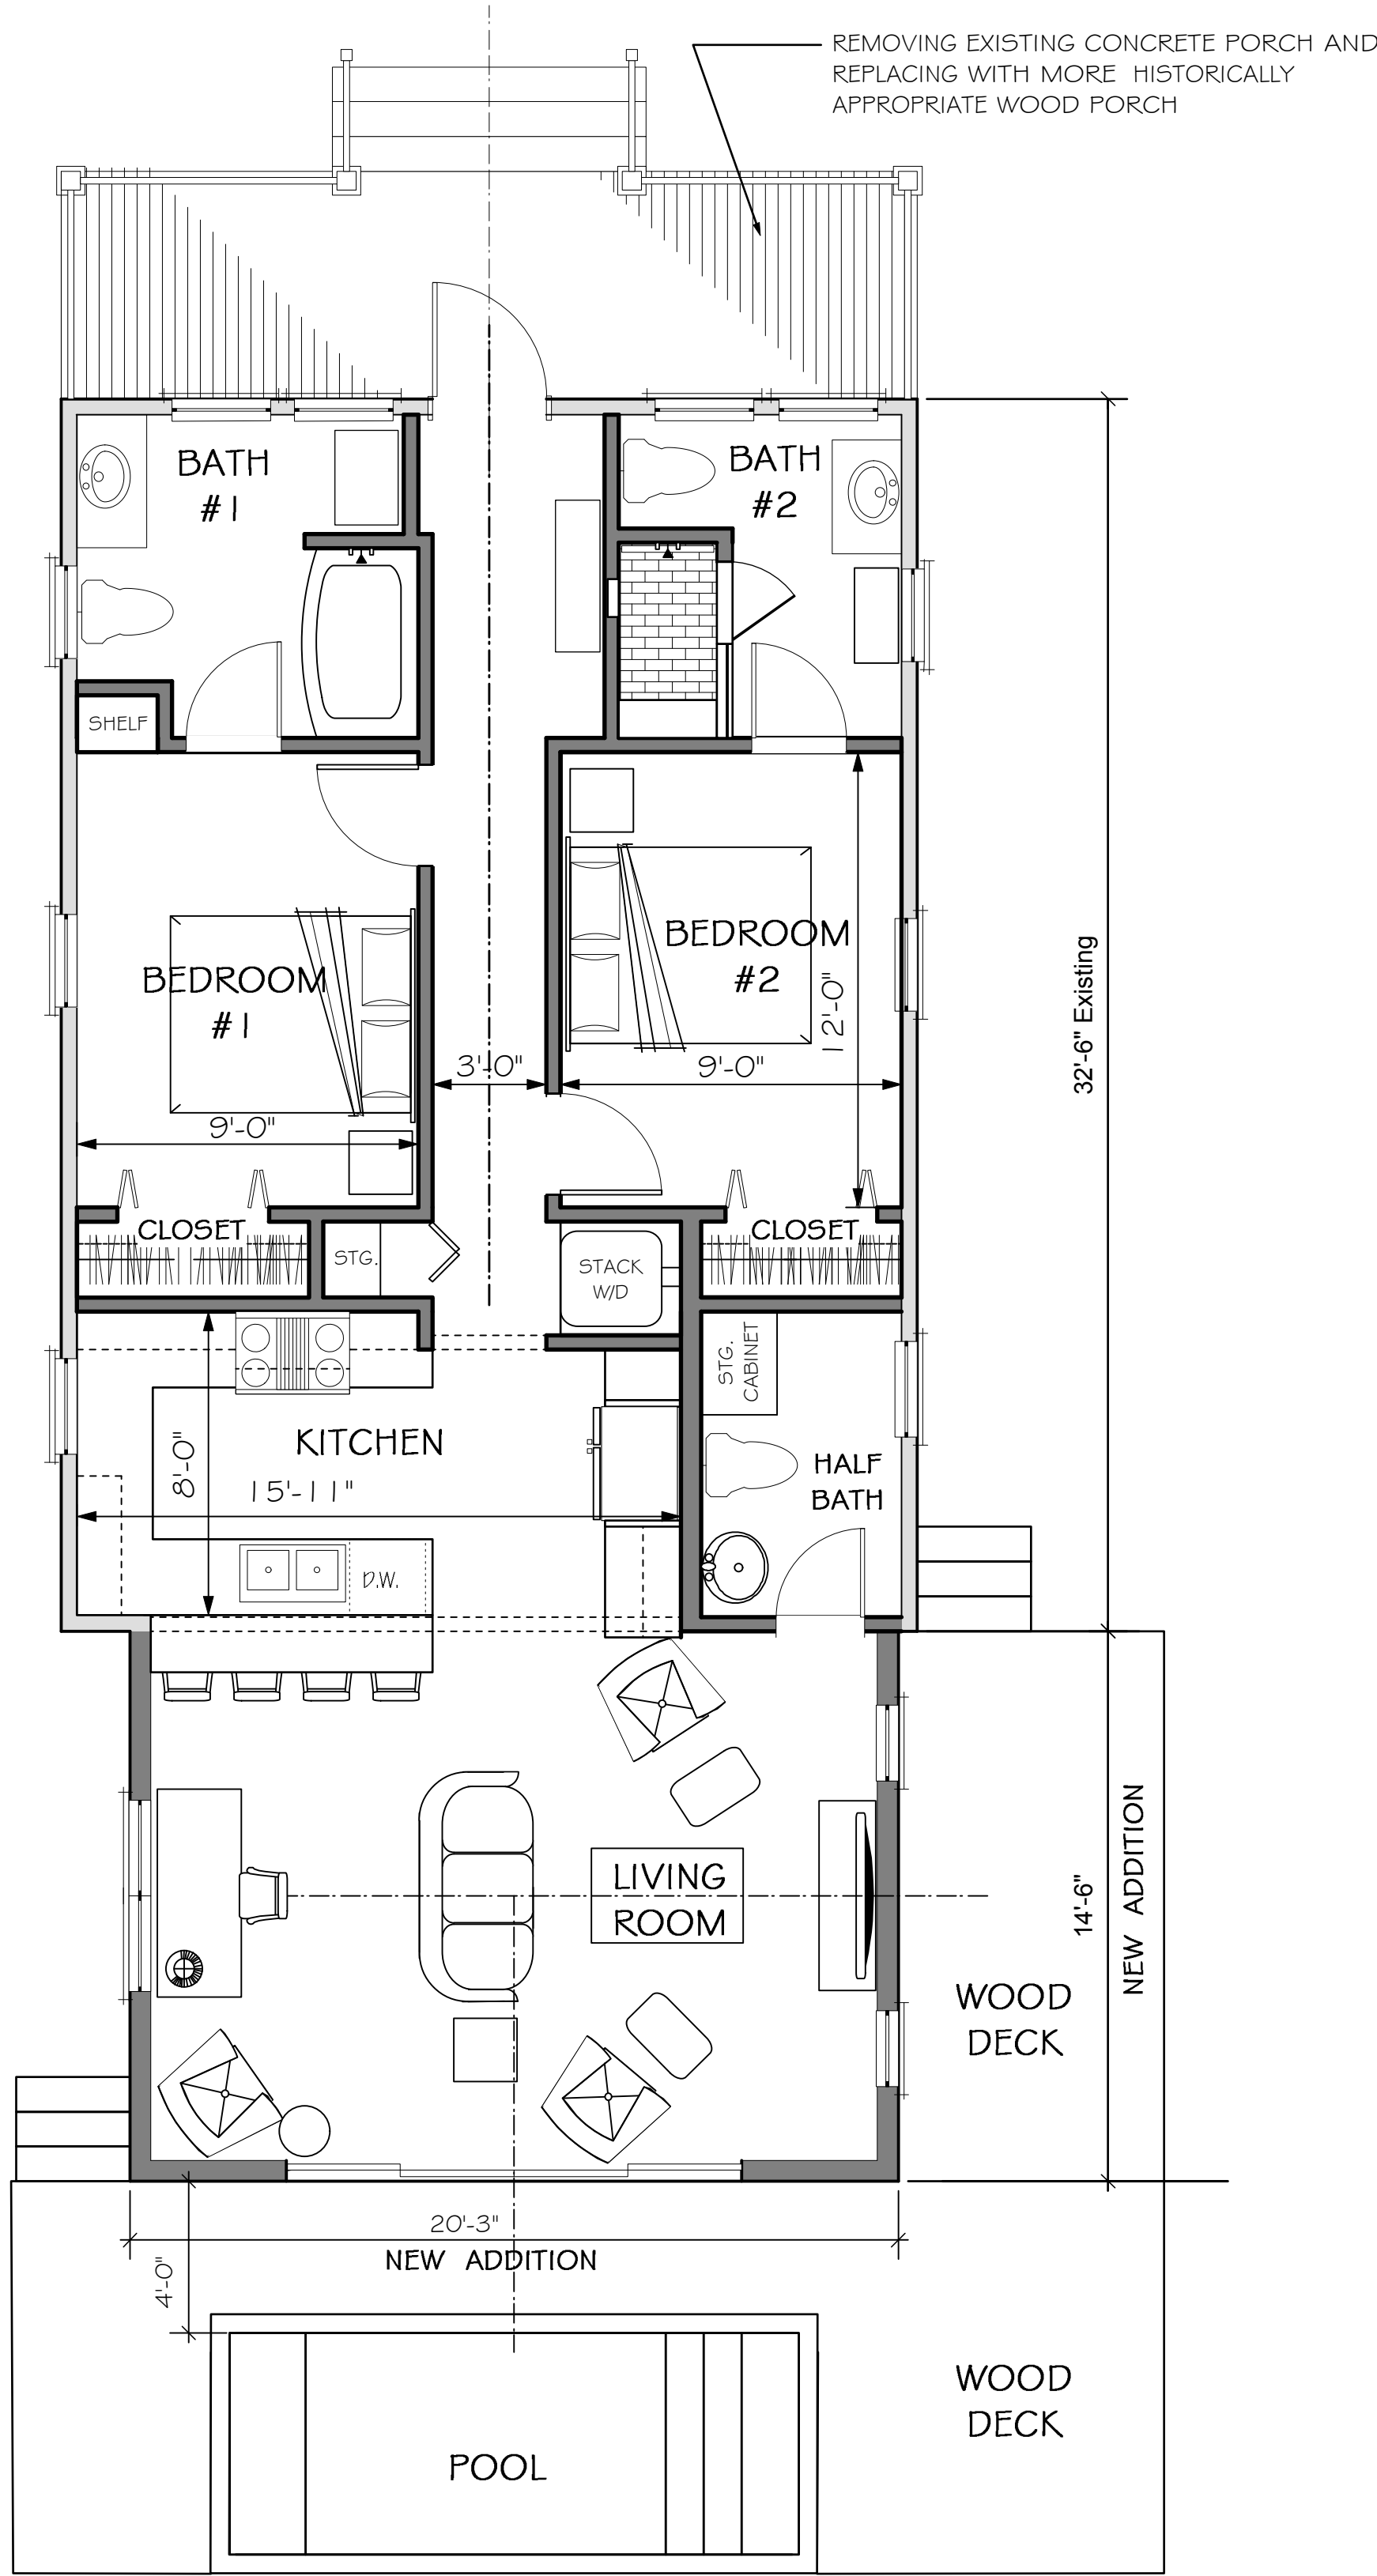 REMOVING EXISTING CONCRETE PORCH AND
REPLACING WITH MORE HISTORICALLY
APPROPRIATE WOOD PORCH
BATH
#1
BATH
#2
SHELF
BEDROOM
#1
BEDROOM
#2
12'-0"
32'-6" Existing
3'-0"
9'-0"
9'-0"
CLOSET
STG.
STACK
W/D
CLOSET
STG.
CABINET
KITCHEN
8'-0"
15'-11"
HALF
BATH
D.W.
LIVING
ROOM
14'-6"
NEW ADDITION
WOOD
DECK
20'-3"
NEW ADDITION
4'-0"
WOOD
DECK
POOL